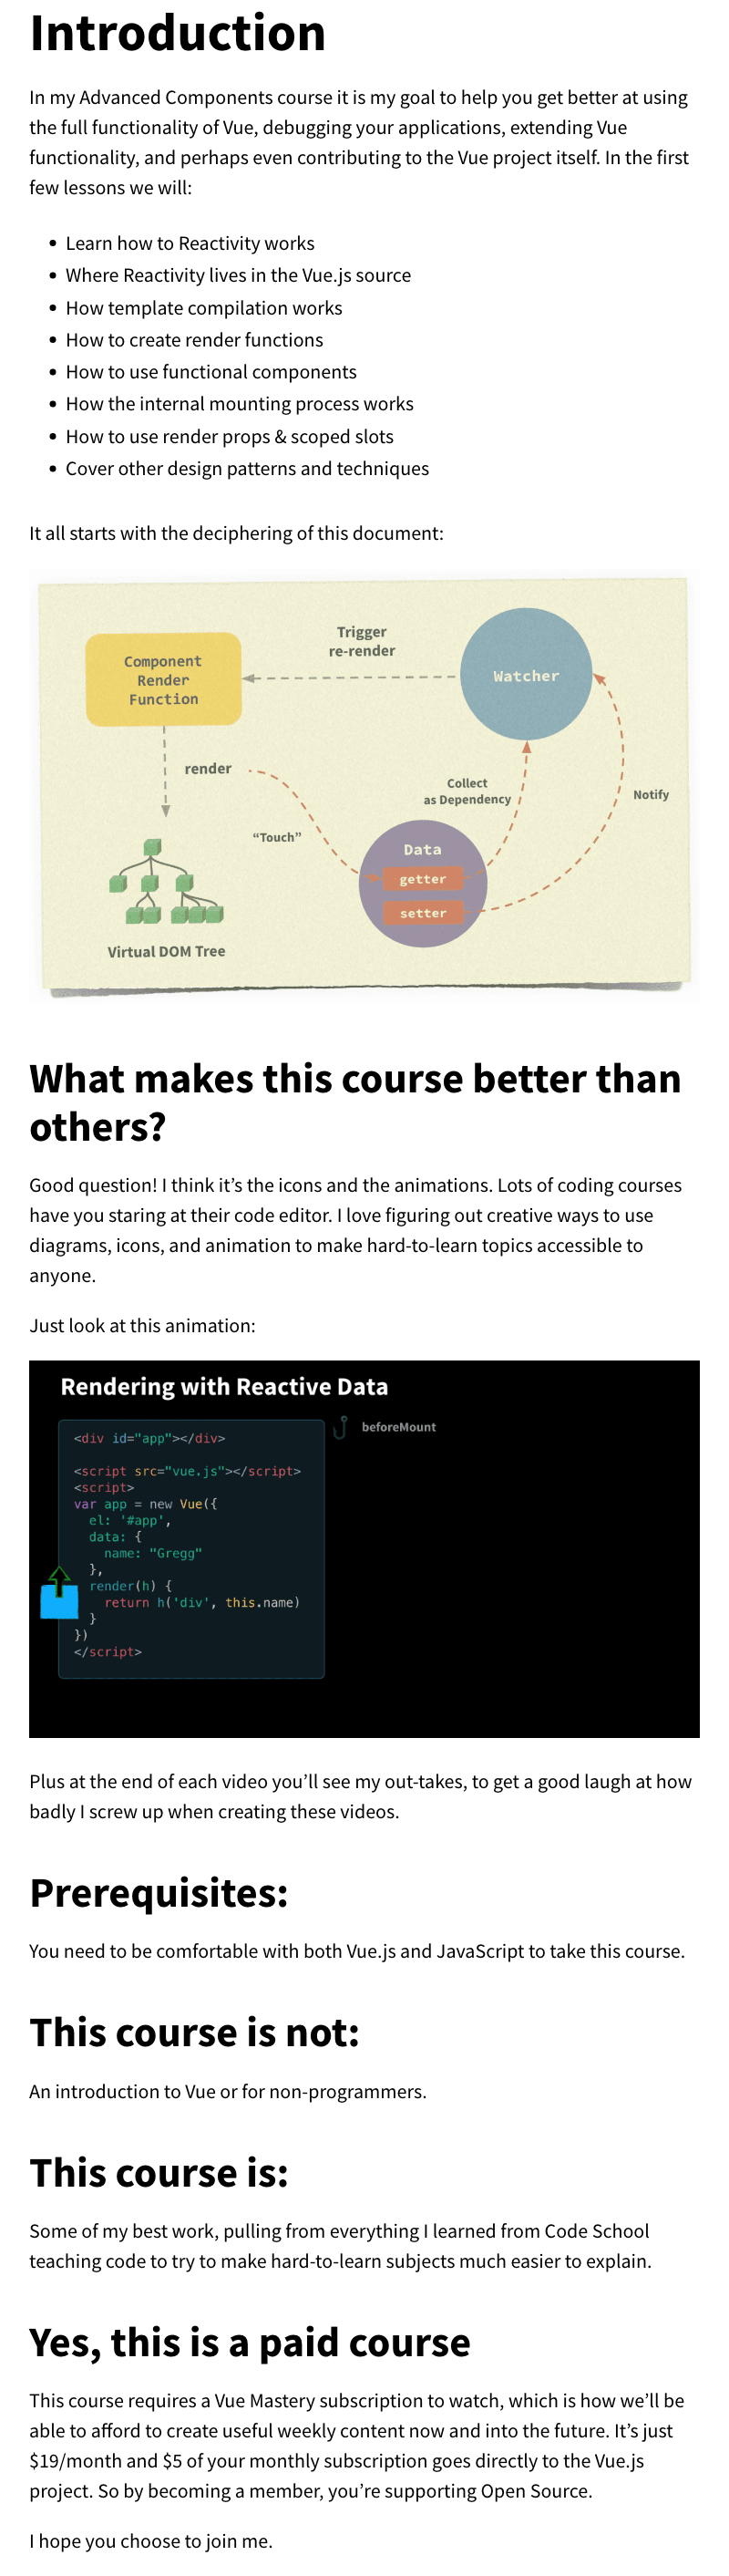 Introduction
In my Advanced Components course it is my goal to help you get better at using
the full functionality of Vue, debugging your applications, extending Vue
functionality, and perhaps even contributing to the Vue project itself. In the first
few lessons we will:
• Learn how to Reactivity works
• Where Reactivity lives in the Vue.js source
• How template compilation works
• How to create render functions
• How to use functional components
• How the internal mounting process works
• How to use render props & scoped slots
• Cover other design patterns and techniques
It all starts with the deciphering of this document:
Component
Render
Function
Trigger
re-render
Watcher
render
“Touch”
Collect
as Dependency
Notify
Data
getter
setter
Virtual DOM Tree
What makes this course better than
others?
Good question! I think it’s the icons and the animations. Lots of coding courses
have you staring at their code editor. I love figuring out creative ways to use
diagrams, icons, and animation to make hard-to-learn topics accessible to
anyone.
Just look at this animation:
Rendering with Reactive Data
beforeMount
<div id="app"></div>
<script src="vue.js"></script>
<script>
var app = new Vue({
el: '#app',
data: {
name: "Gregg"
},
render(h) {
return h('div', this.name)
}
})
</script>
Plus at the end of each video you’ll see my out-takes, to get a good laugh at how
badly I screw up when creating these videos.
Prerequisites:
You need to be comfortable with both Vue.js and JavaScript to take this course.
This course is not:
An introduction to Vue or for non-programmers.
This course is:
Some of my best work, pulling from everything I learned from Code School
teaching code to try to make hard-to-learn subjects much easier to explain.
Yes, this is a paid course
This course requires a Vue Mastery subscription to watch, which is how we’ll be
able to afford to create useful weekly content now and into the future. It’s just
$19/month and $5 of your monthly subscription goes directly to the Vue.js
project. So by becoming a member, you’re supporting Open Source.
I hope you choose to join me.